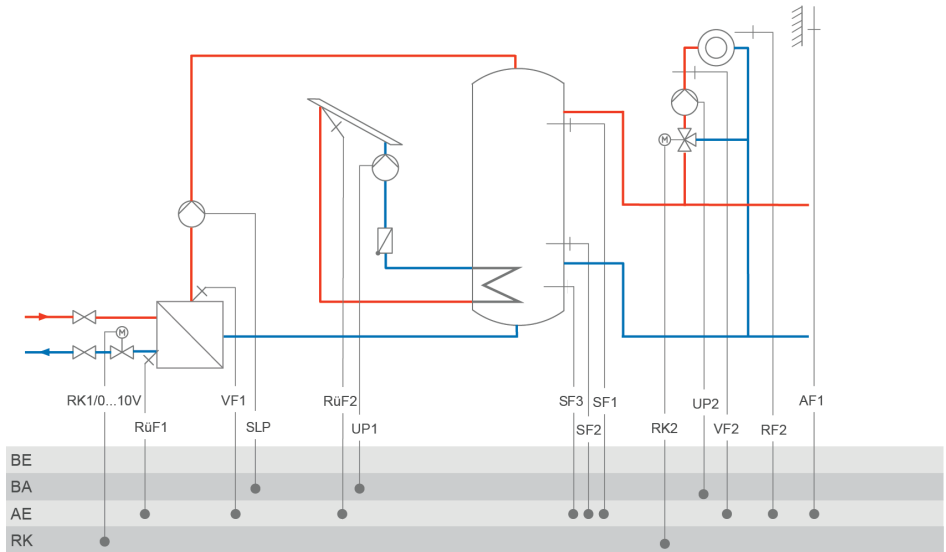 M
M
RK1/0...10V
VF1
RüF2
SF3
SF1
UP2
AF1
RüF1
SLP
UP1
SF2
RK2
VF2
RF2
BE
BA
AE
RK